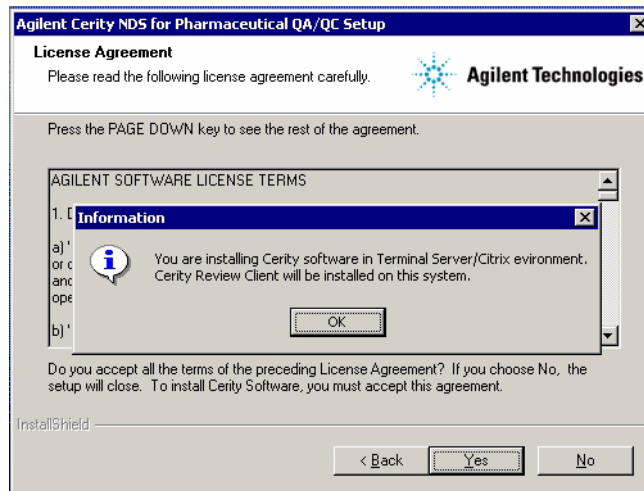 Agilent Cerity NDS for Pharmaceutical QA/QC Setup
License Agreement
Please read the following license agreement carefully.
Agilent Technologies
Press the PAGE DOWN key to see the rest of the agreement.
AGILENT SOFTWARE LICENSE TERMS
1.
Information
a) "
or
and
ope
b) "
You are installing Cerity software in Terminal Server/Citrix evironment.
Cerity Review Client will be installed on this system.
OK
Do you accept all the terms of the preceding License Agreement? If you choose No, the
setup will close. To install Cerity Software, you must accept this agreement.
InstallShield
< Back
Yes
No